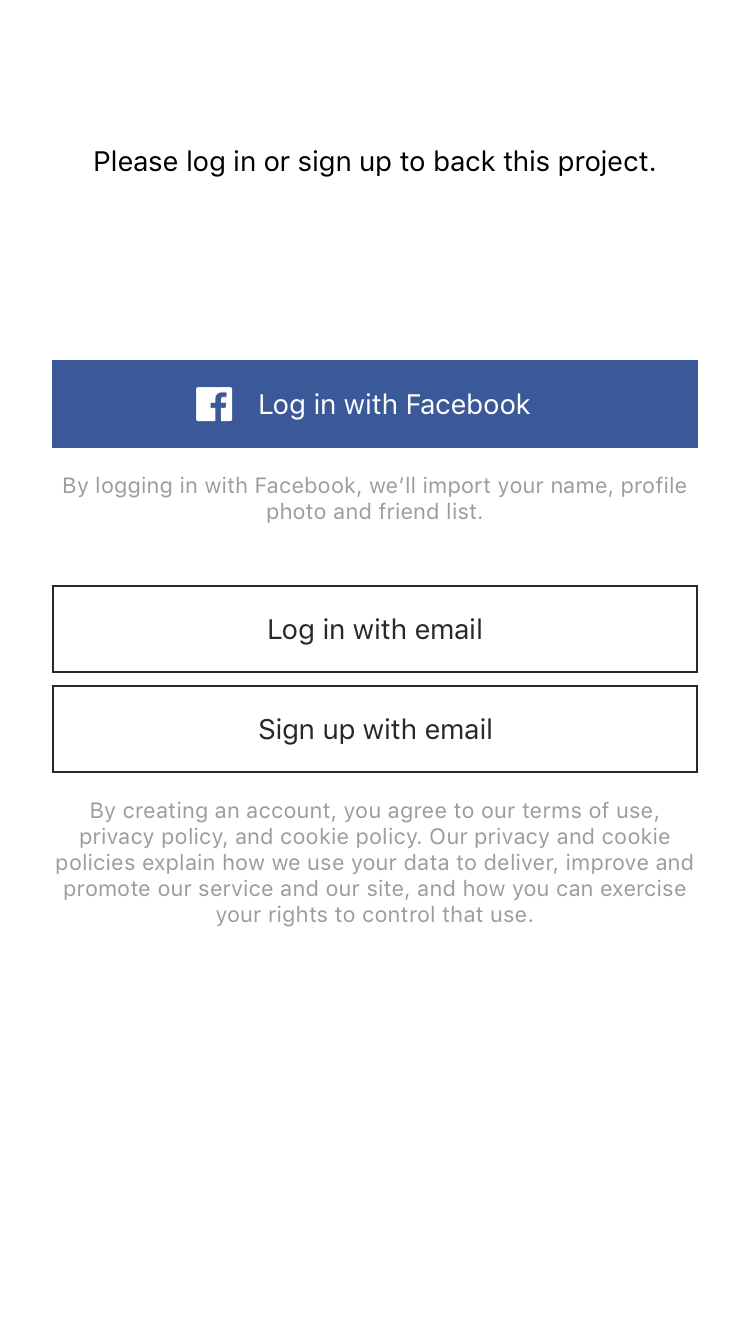 Please log in or sign up to back this project.
Log in with Facebook
By logging in with Facebook, we’ll import your name, profile
photo and friend list.
Log in with email
Sign up with email
By creating an account, you agree to our terms of use,
privacy policy, and cookie policy. Our privacy and cookie
policies explain how we use your data to deliver, improve and
promote our service and our site, and how you can exercise
your rights to control that use.